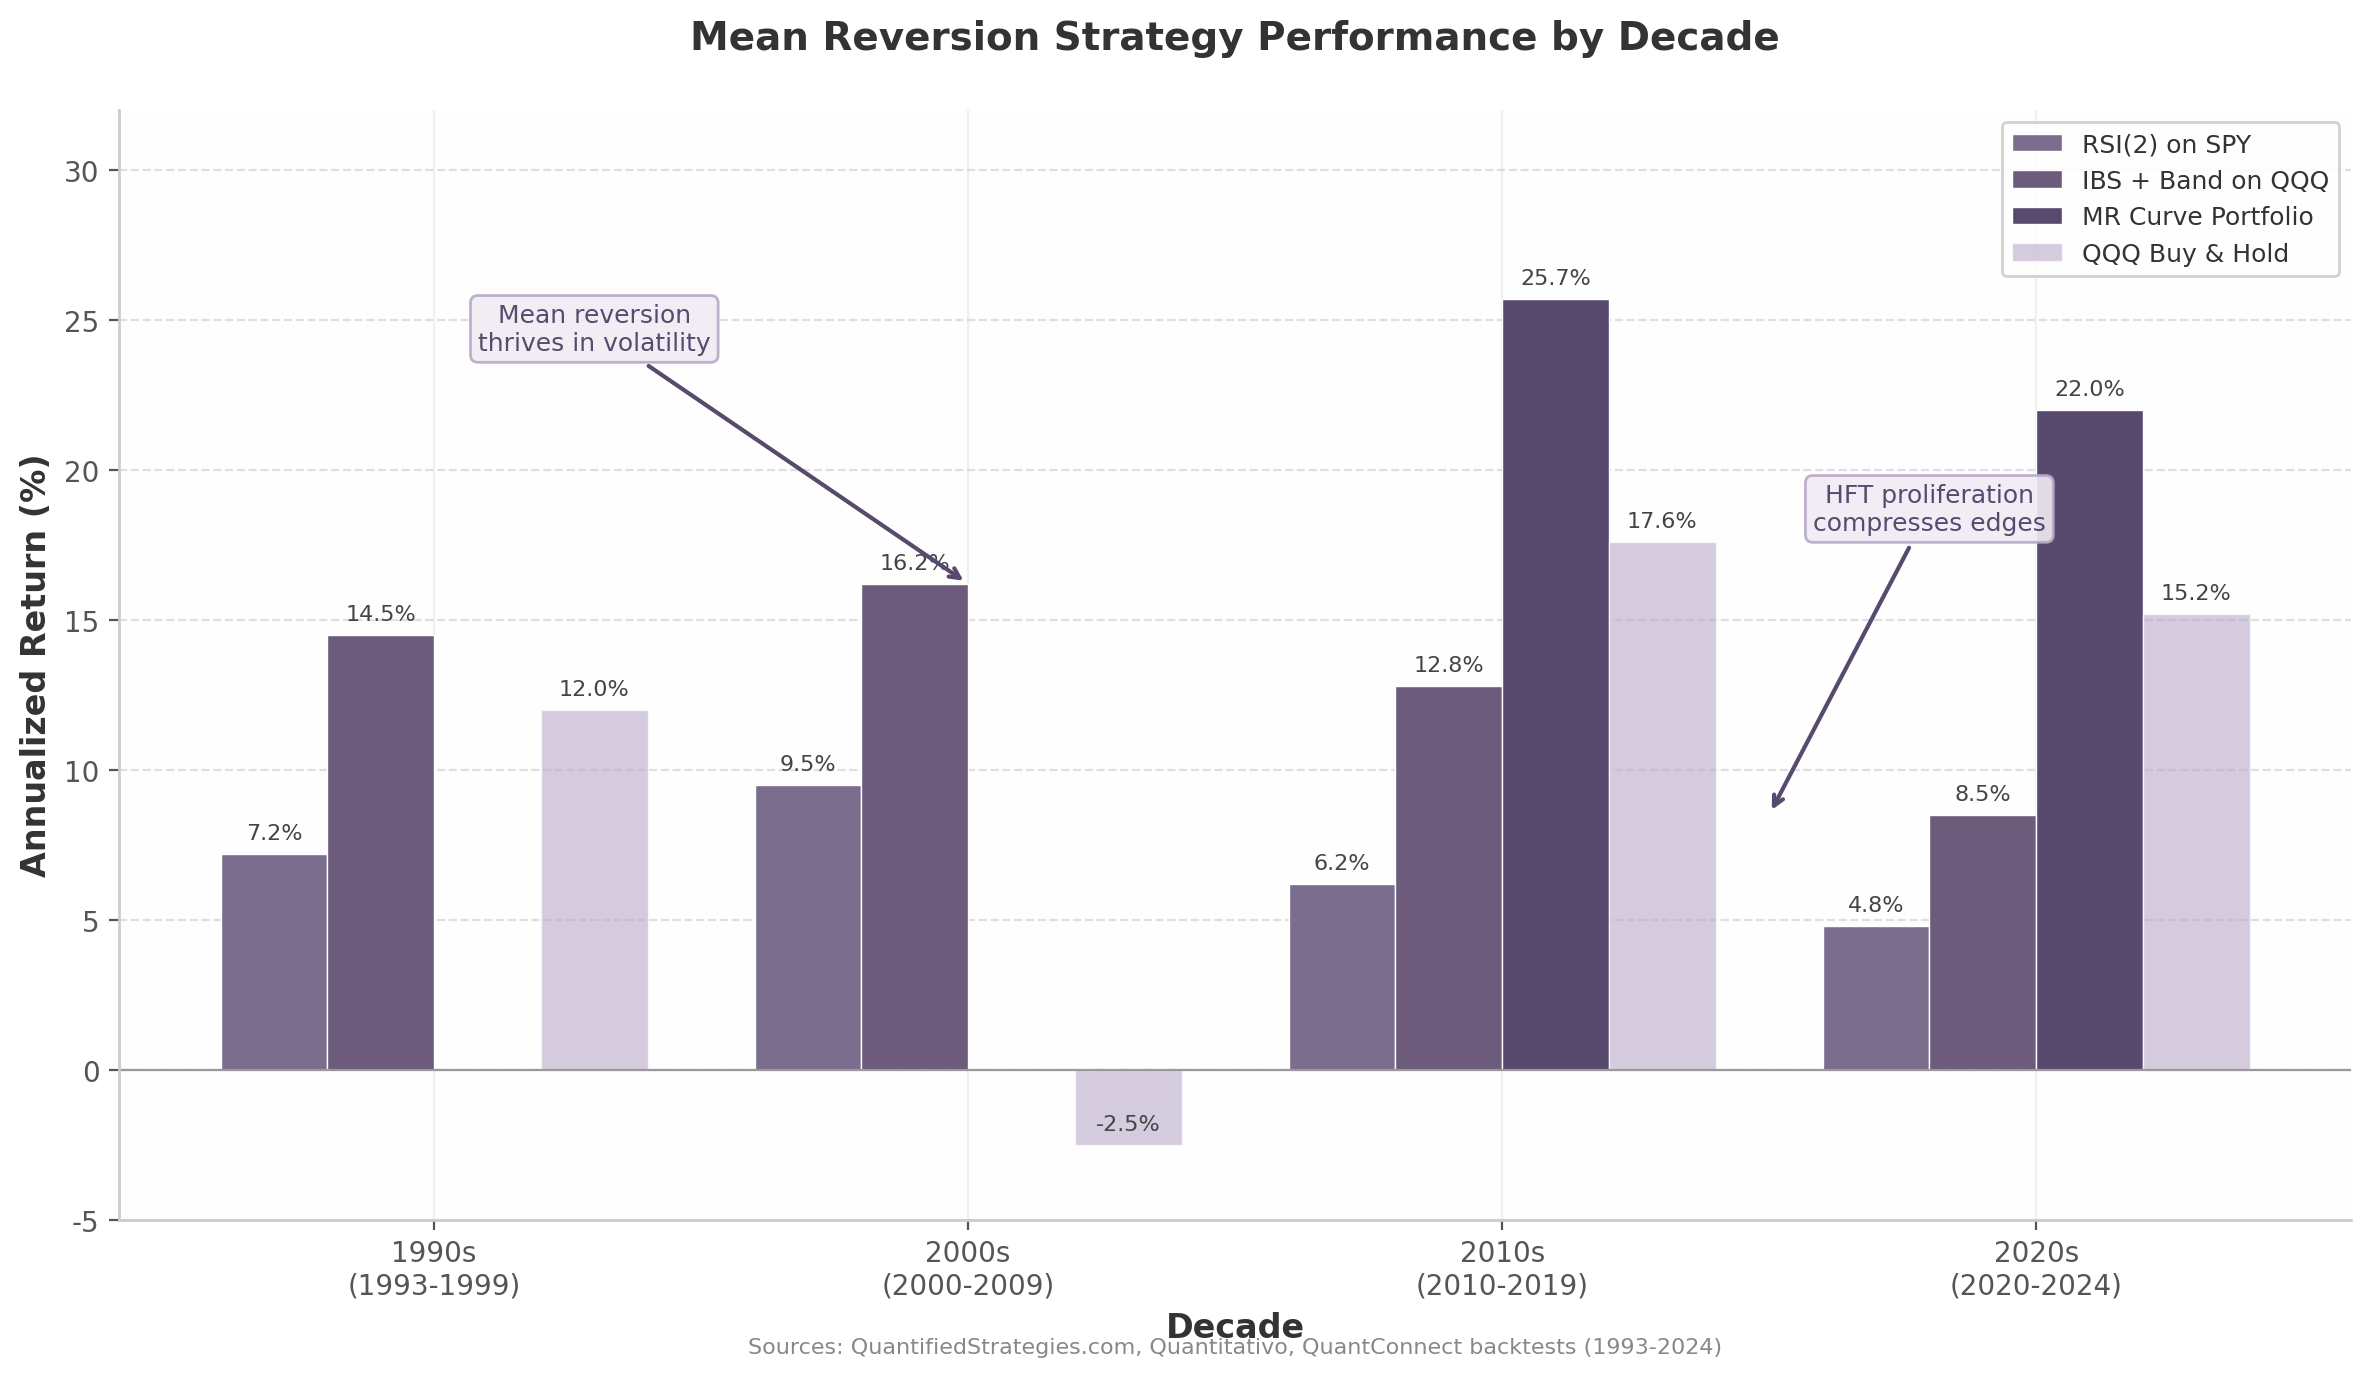 Mean Reversion Strategy Performance by Decade
Annualized Return (%)
30
25
20
15
10
5
0
-5
RSI(2) on SPY
IBS + Band on QQQ
MR Curve Portfolio
QQQ Buy & Hold
Mean reversion
thrives in volatility
HFT proliferation
compresses edges
7.2%
14.5%
12.0%
9.5%
16.2%
-2.5%
6.2%
12.8%
25.7%
17.6%
4.8%
8.5%
22.0%
15.2%
1990s
(1993-1999)
2000s
(2000-2009)
2010s
(2010-2019)
2020s
(2020-2024)
Decade
Sources: QuantifiedStrategies.com, Quantitativo, QuantConnect backtests (1993-2024)